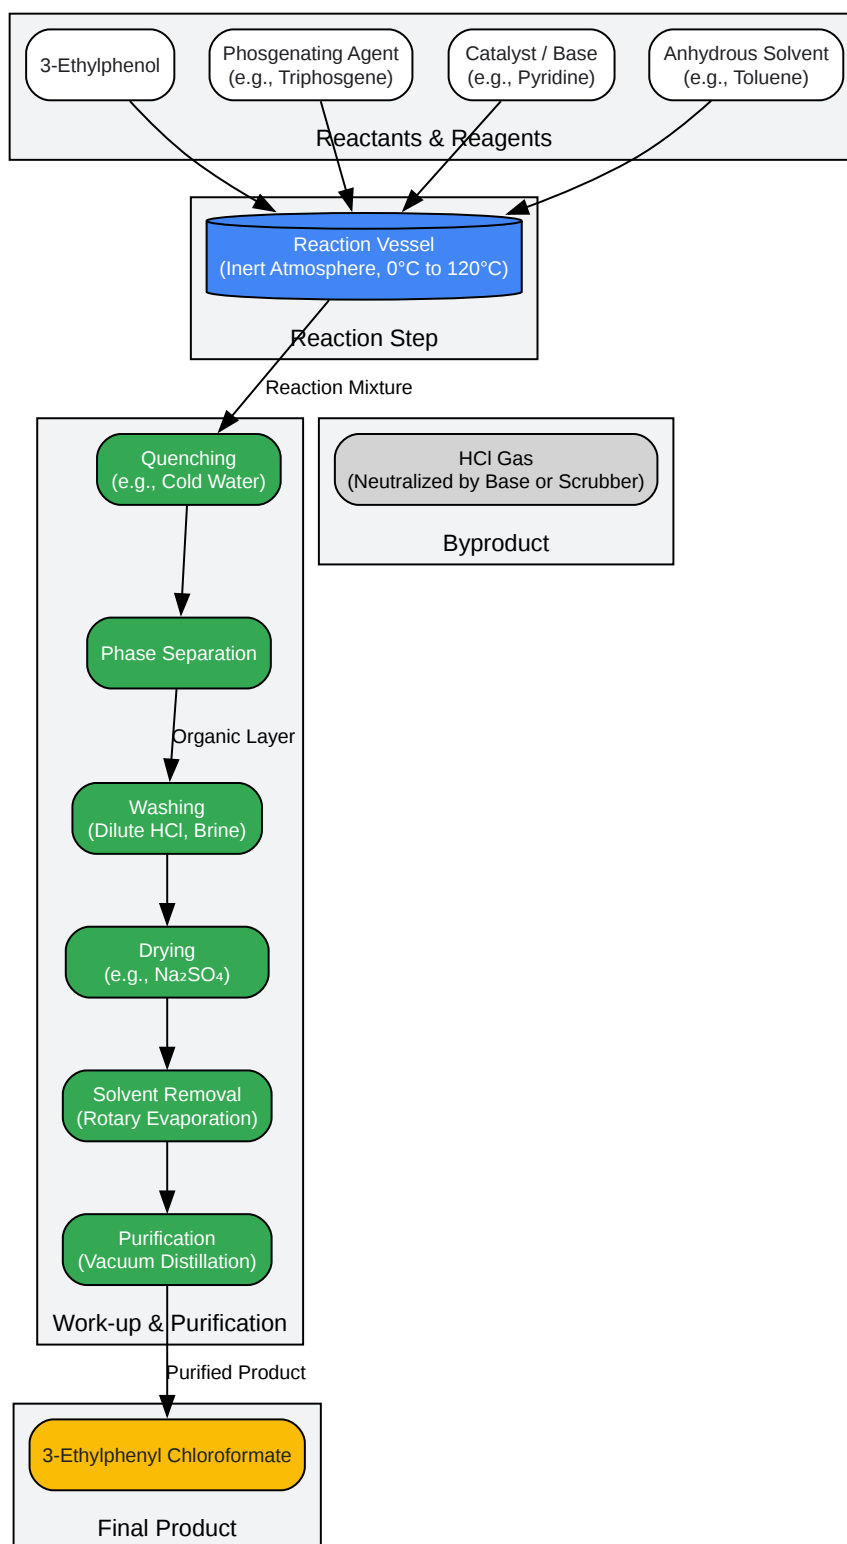 3-Ethylphenol
Phosgenating Agent
(e.g., Triphosgene)
Catalyst / Base
(e.g., Pyridine)
Anhydrous Solvent
(e.g., Toluene)
Reactants & Reagents
Reaction Vessel
(Inert Atmosphere, 0°C to 120°C)
Reaction Step
Reaction Mixture
Quenching
(e.g., Cold Water)
HCl Gas
(Neutralized by Base or Scrubber)
Byproduct
Phase Separation
Organic Layer
Washing
(Dilute HCl, Brine)
Drying
(e.g., Na₂SO₄)
Solvent Removal
(Rotary Evaporation)
Purification
(Vacuum Distillation)
Work-up & Purification
Purified Product
3-Ethylphenyl Chloroformate
Final Product